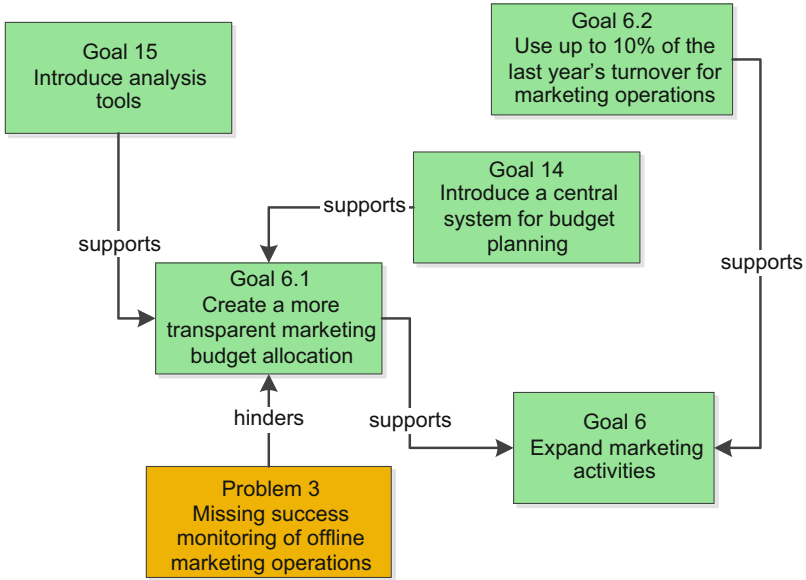 Goal 15
Introduce analysis
tools
Goal 6.2
Use up to 10% of the
last year's turnover for
marketing operations
Goal 14
Introduce a central
system for budget
planning
supports
supports
supports
Goal 6.1
Create a more
transparent marketing
budget allocation
hinders
supports
Goal 6
Expand marketing
activities
Problem 3
Missing success
monitoring of offline
marketing operations